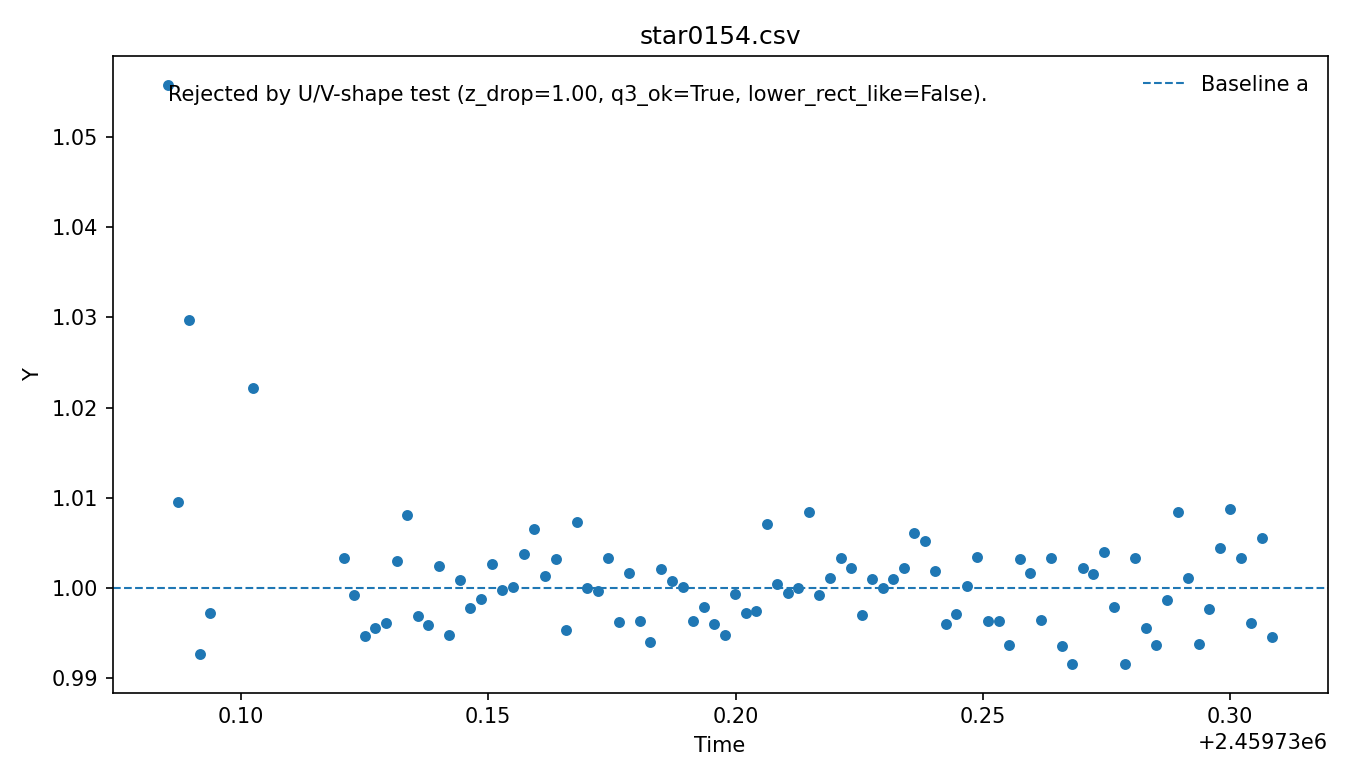 star0154.csv
Rejected by U/V-shape test (z_drop=1.00, q3_ok=True, lower_rect_like=False).
Baseline a
1.05
1.04
1.03
1.02
1.01
1.00
0.99
Y
0.10
0.15
0.20
0.25
0.30
Time
+2.45973e6